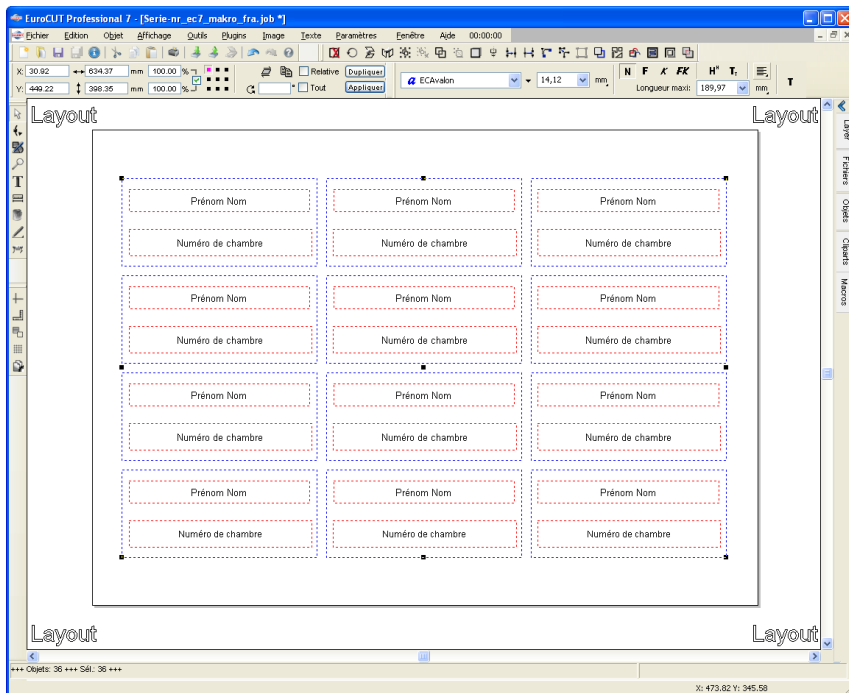 EuroCUT Professional 7 - [Serie-nr_ec7_makro_fra.job *]
Fichier Edition Objet Affichage Outils Plugins Image Texte Paramètres Fenêtre Aide 00:00:00
X: 30.92 634.37 mm 100.00 % Relative Dupliquer ECAvalon 14,12 mm N F K FK
Y: 449.22 398.35 mm 100.00 % ° Tout Appliquer Longueur maxi: 189,97 mm
Layout Layout
Layer
Fichiers
Objets
Cliparts
Macros
Prénom Nom Prénom Nom Prénom Nom
Numéro de chambre Numéro de chambre Numéro de chambre
Prénom Nom Prénom Nom Prénom Nom
Numéro de chambre Numéro de chambre Numéro de chambre
Prénom Nom Prénom Nom Prénom Nom
Numéro de chambre Numéro de chambre Numéro de chambre
Prénom Nom Prénom Nom Prénom Nom
Numéro de chambre Numéro de chambre Numéro de chambre
Layout Layout
+++ Objets: 36 +++ Sél.: 36 +++
X: 473.82 Y: 345.58